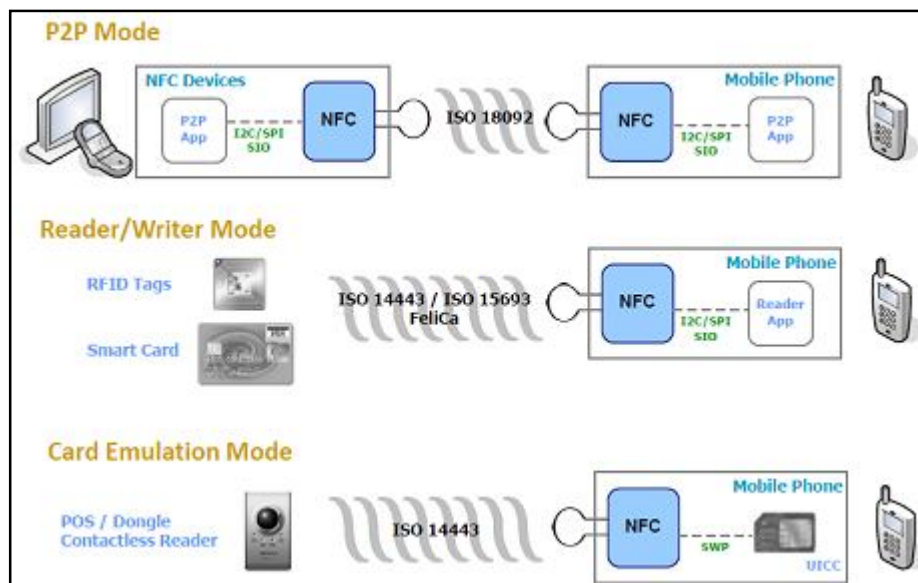 P2P Mode
NFC Devices
P2P
App
I2C/SPI
SIO
NFC
ISO 18092
Mobile Phone
NFC
I2C/SPI
SIO
P2P
App
Reader/Writer Mode
RFID Tags
Smart Card
ISO 14443 / ISO 15693
FeliCa
Mobile Phone
NFC
I2C/SPI
SIO
Reader
App
Card Emulation Mode
POS / Dongle
Contactless Reader
ISO 14443
Mobile Phone
NFC
SWP
UICC